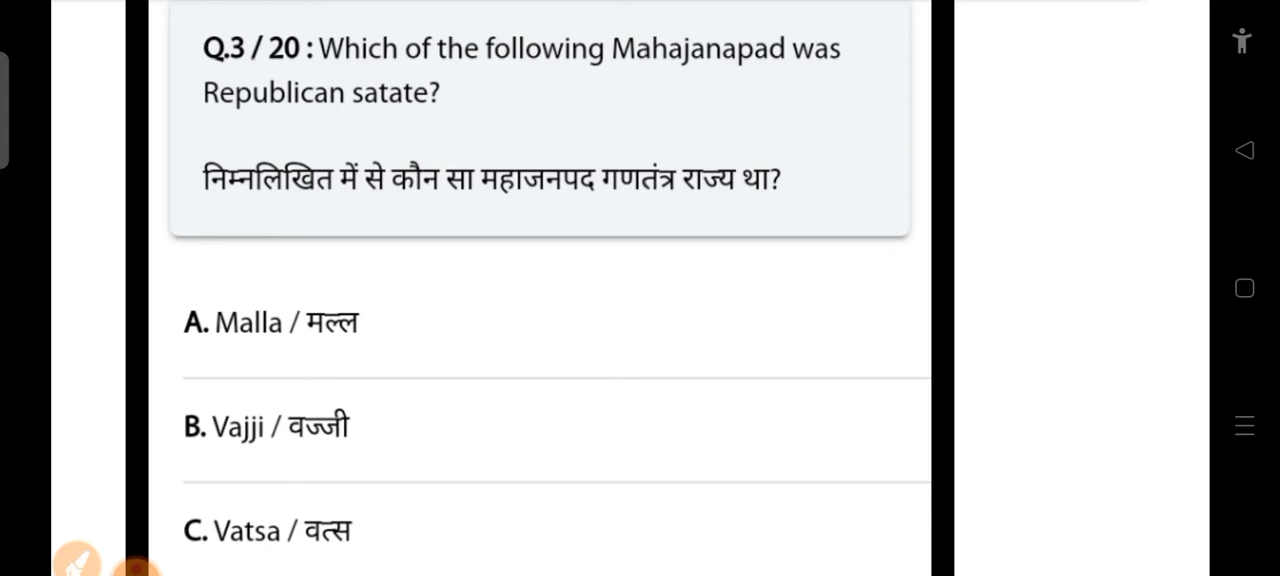 Q.3 / 20 : Which of the following Mahajanapad was
Republican satate?
निम्नलिखित में से कौन सा महाजनपद गणतंत्र राज्य था?
A. Malla / मल्ल
B. Vajji / वज्जी
C. Vatsa / वत्स